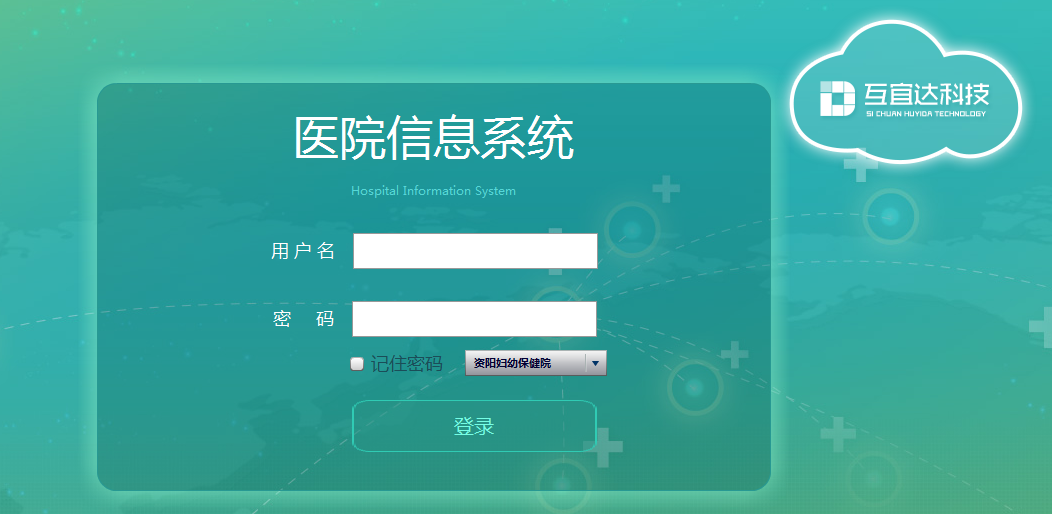 互宜达科技
SI CHUAN HUYIDA TECHNOLOGY
医院信息系统
Hospital Information System
用户名
密 码
记住密码
资阳妇幼保健院
登录